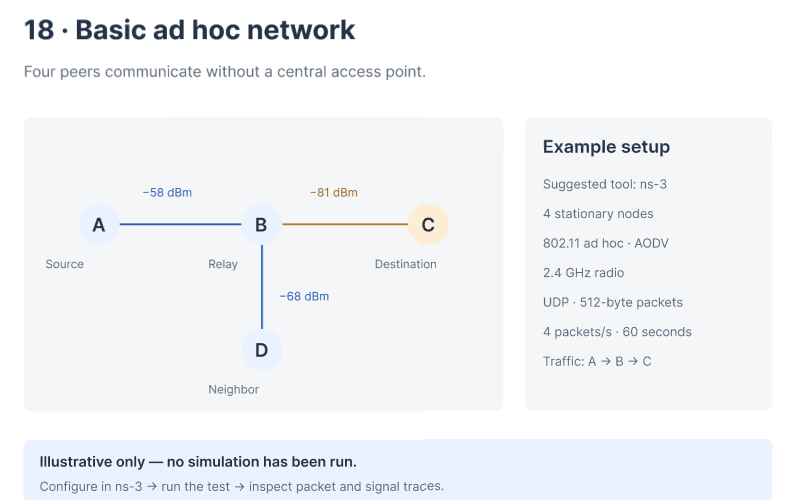 18 · Basic ad hoc network
Four peers communicate without a central access point.
−58 dBm
−81 dBm
A
B
C
Source
Relay
Destination
−68 dBm
D
Neighbor
Example setup
Suggested tool: ns-3
4 stationary nodes
802.11 ad hoc · AODV
2.4 GHz radio
UDP · 512-byte packets
4 packets/s · 60 seconds
Traffic: A → B → C
Illustrative only — no simulation has been run.
Configure in ns-3 → run the test → inspect packet and signal traces.